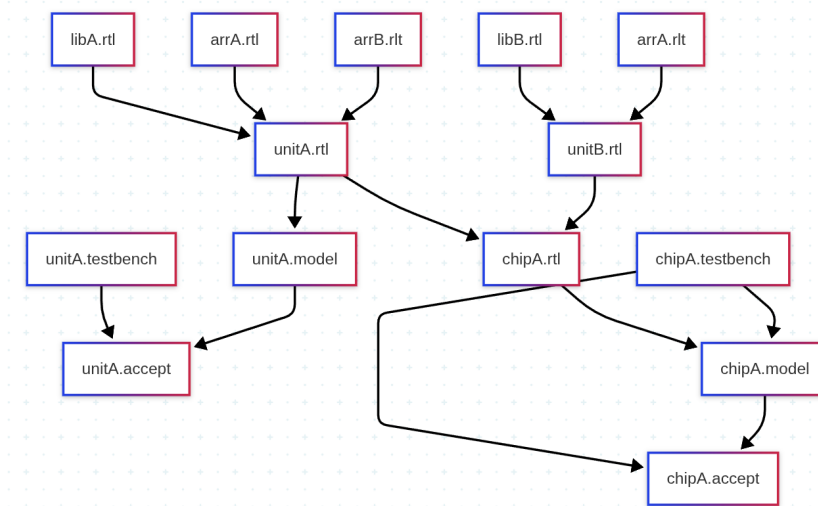 libA.rtl
arrA.rtl
arrB.rlt
libB.rtl
arrA.rlt
unitA.rtl
unitB.rtl
unitA.testbench
unitA.model
chipA.rtl
chipA.testbench
unitA.accept
chipA.model
chipA.accept